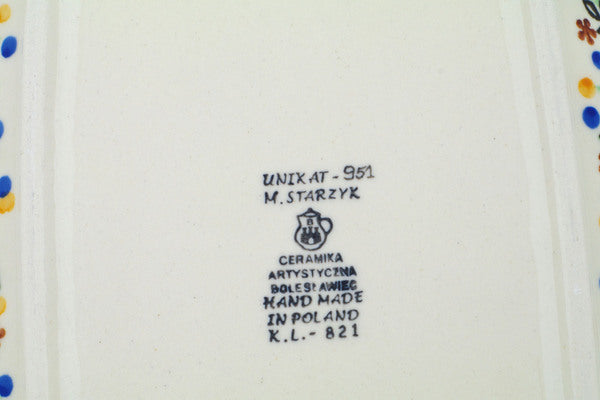 UNIKAT - 951
M. STARZYK
B
CERAMIKA
ARTYSTYCZNA
BOLESŁAWIEC
HAND MADE
IN POLAND
K.L. - 821